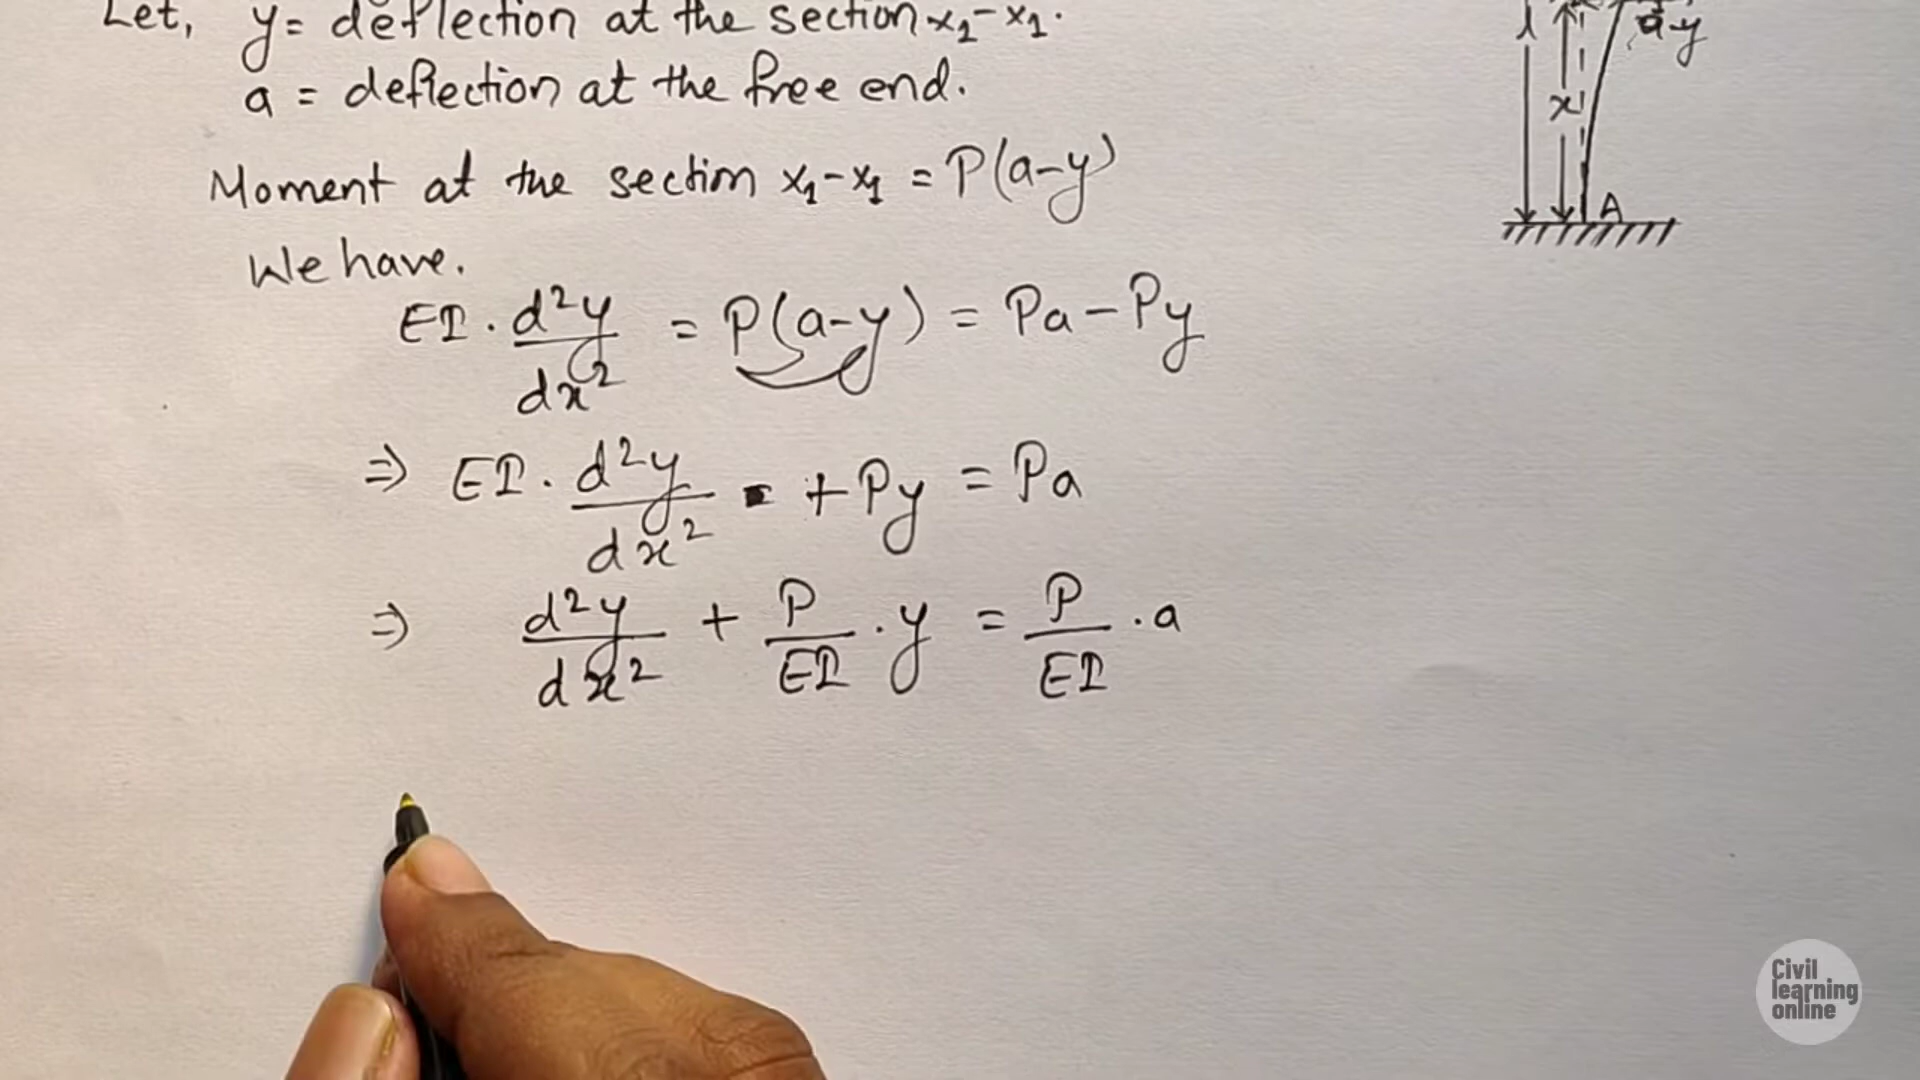 Let, y = deflection at the section x₁-x₁.
a = deflection at the free end.
Moment at the section x₁-x₁ = P(a-y)
We have.
EI · d²y/dx² = P(a-y) = Pa - Py
⇒ EI · d²y/dx² + Py = Pa
⇒ d²y/dx² + P/EI · y = P/EI · a
l
x
a-y
A
Civil
learning
online